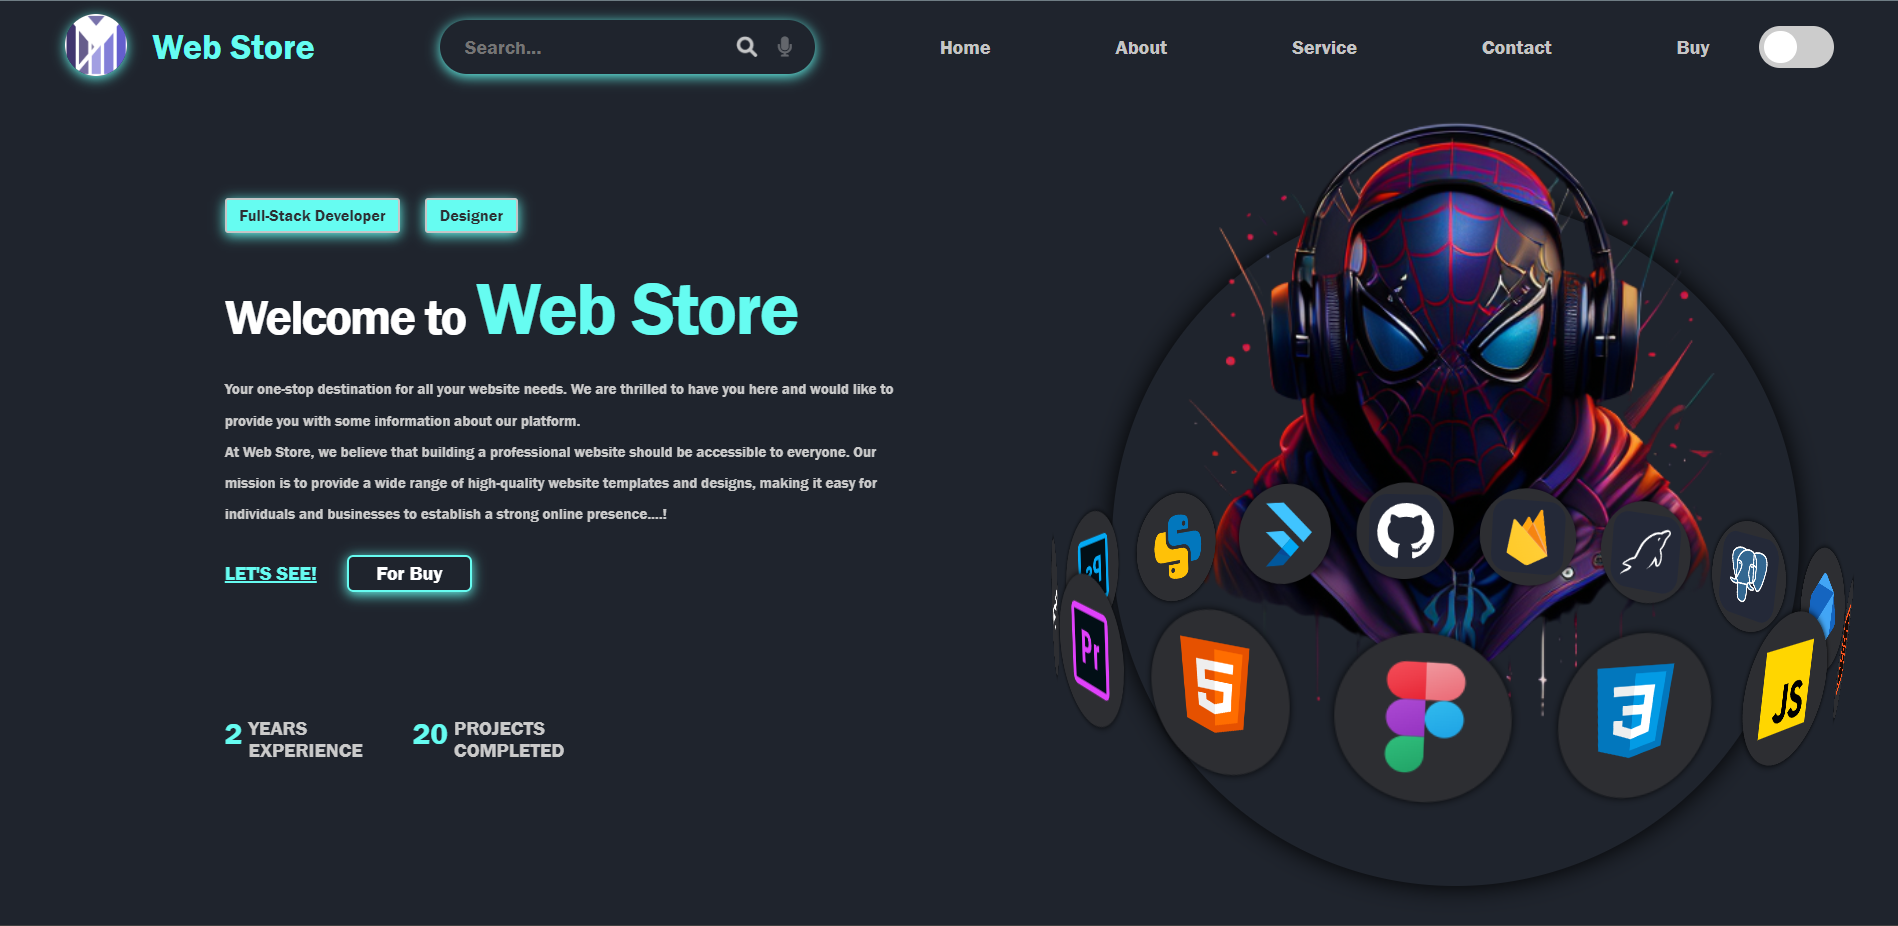 Web Store
Search...
Home
About
Service
Contact
Buy
Full-Stack Developer
Designer
Welcome to Web Store
Your one-stop destination for all your website needs. We are thrilled to have you here and would like to
provide you with some information about our platform.
At Web Store, we believe that building a professional website should be accessible to everyone. Our
mission is to provide a wide range of high-quality website templates and designs, making it easy for
individuals and businesses to establish a strong online presence....!
LET'S SEE!
For Buy
2 YEARS
EXPERIENCE
20 PROJECTS
COMPLETED
Ps
Pr
5
3
JS